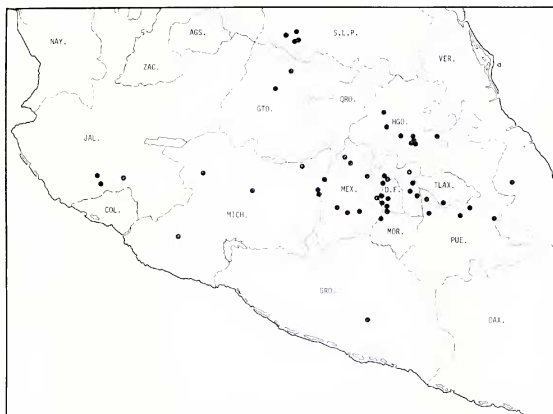 NAY.
AGS.
S.L.P.
ZAC.
VER.
GTO.
QRO.
HGO.
JAL.
TLAX.
MEX.
D.F.
COL.
MICH.
MOR.
PUE.
GRO.
OAX.